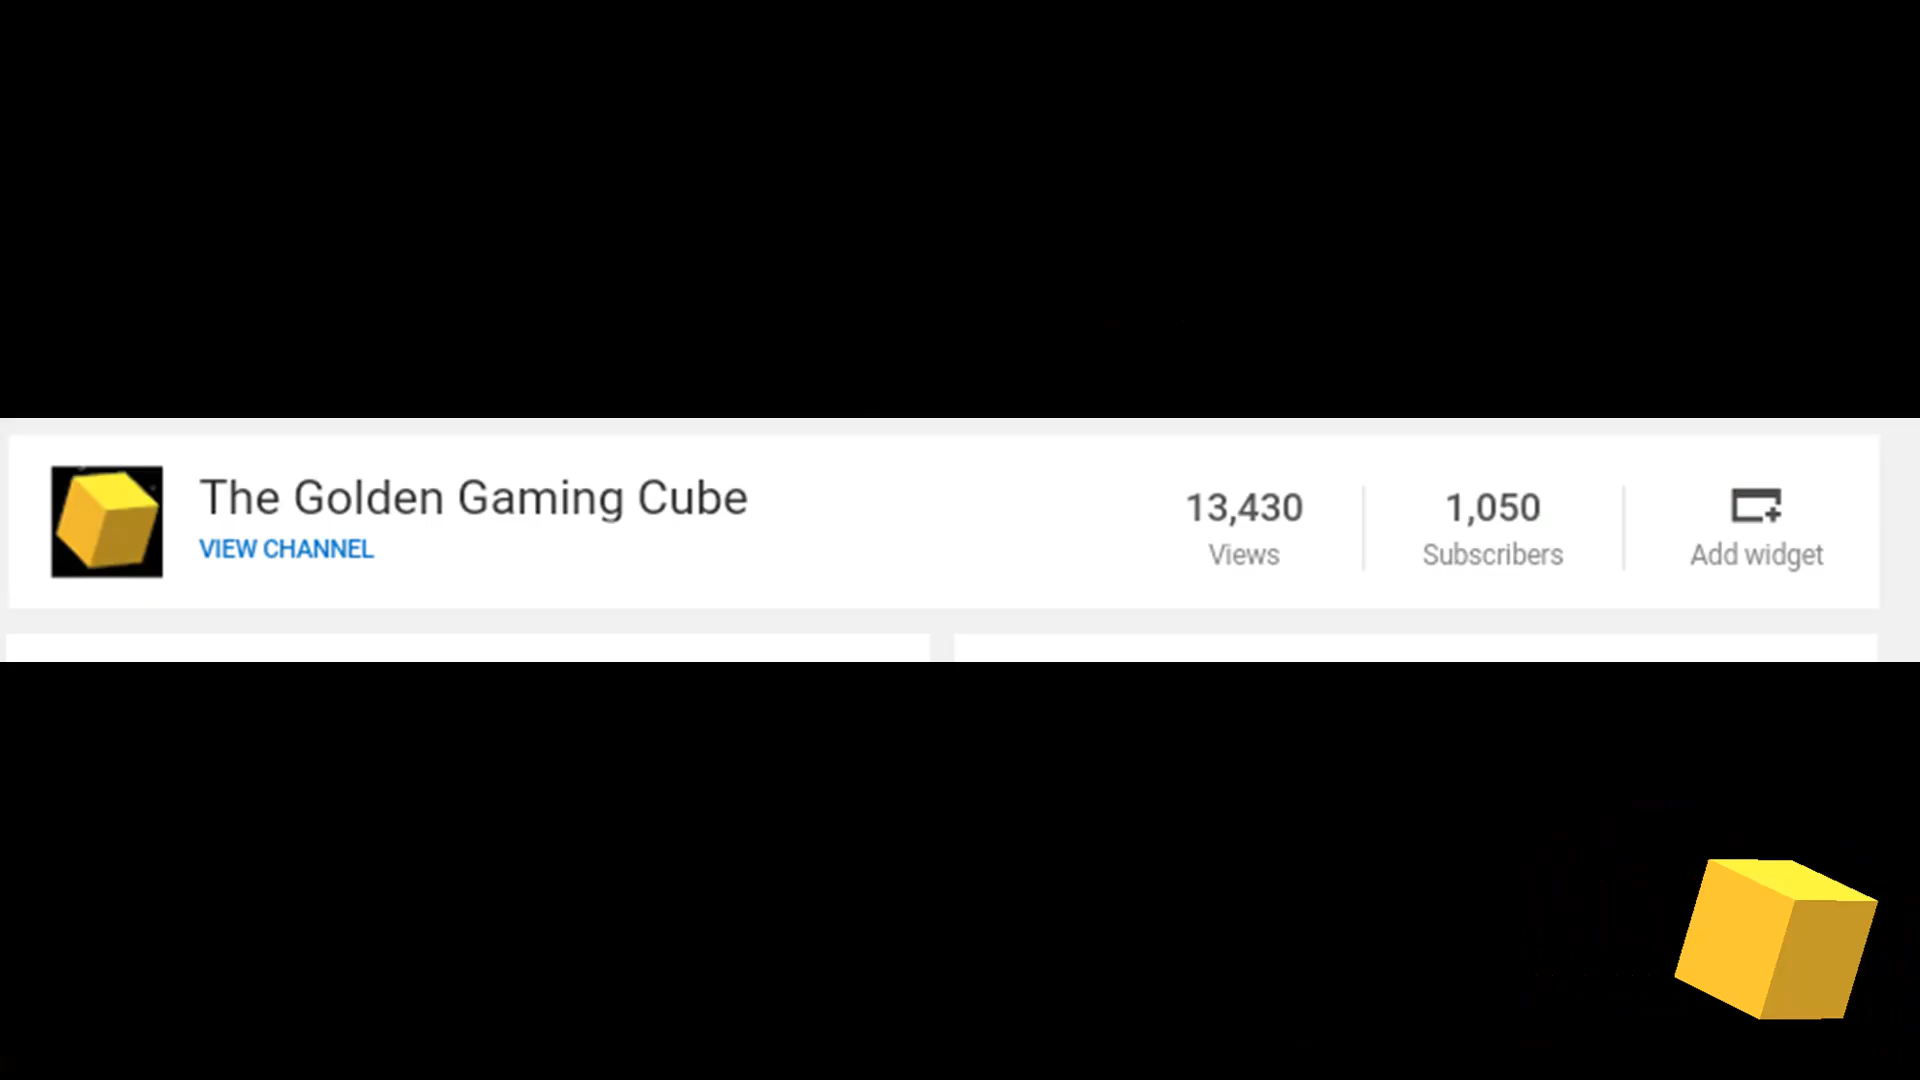 The Golden Gaming Cube
VIEW CHANNEL
13,430
Views
1,050
Subscribers
Add widget